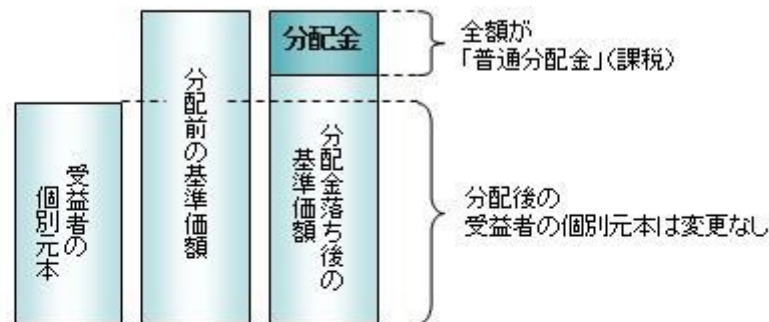 受益者の
個別元本
分配前の基準価額
分配金
分配金落ち後の
基準価額
全額が
「普通分配金」(課税)
分配後の
受益者の個別元本は変更なし